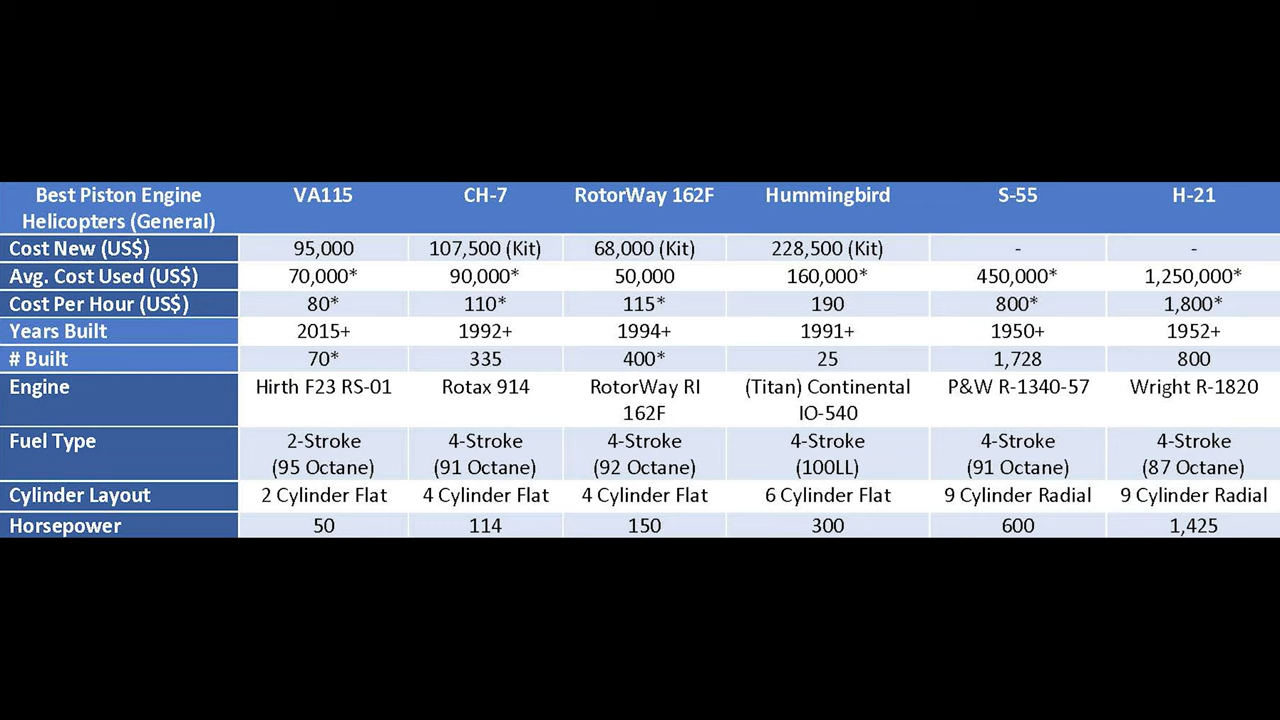 Best Piston Engine Helicopters (General) VA115 CH-7 RotorWay 162F Hummingbird S-55 H-21
Cost New (US$) 95,000 107,500 (Kit) 68,000 (Kit) 228,500 (Kit) - -
Avg. Cost Used (US$) 70,000* 90,000* 50,000 160,000* 450,000* 1,250,000*
Cost Per Hour (US$) 80* 110* 115* 190 800* 1,800*
Years Built 2015+ 1992+ 1994+ 1991+ 1950+ 1952+
# Built 70* 335 400* 25 1,728 800
Engine Hirth F23 RS-01 Rotax 914 RotorWay RI 162F (Titan) Continental IO-540 P&W R-1340-57 Wright R-1820
Fuel Type 2-Stroke (95 Octane) 4-Stroke (91 Octane) 4-Stroke (92 Octane) 4-Stroke (100LL) 4-Stroke (91 Octane) 4-Stroke (87 Octane)
Cylinder Layout 2 Cylinder Flat 4 Cylinder Flat 4 Cylinder Flat 6 Cylinder Flat 9 Cylinder Radial 9 Cylinder Radial
Horsepower 50 114 150 300 600 1,425